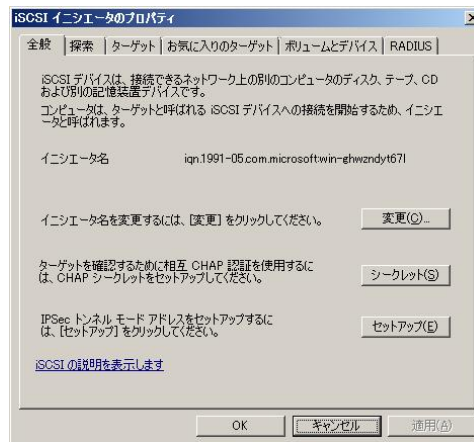 iSCSI イニシエータのプロパティ
全般 探索 ターゲット お気に入りのターゲット ボリュームとデバイス RADIUS
iSCSI デバイスは、接続できるネットワーク上の別のコンピュータのディスク、テープ、CD
および別の記憶装置デバイスです。
コンピュータは、ターゲットと呼ばれる iSCSI デバイスへの接続を開始するため、イニシエ
ータと呼ばれます。
イニシエータ名 iqn.1991-05.com.microsoft:win-ghwzndyt67l
イニシエータ名を変更するには、[変更] をクリックしてください。 変更(C)...
ターゲットを確認するために相互 CHAP 認証を使用するに
は、CHAP シークレットをセットアップしてください。 シークレット(S)
IPSec トンネル モード アドレスをセットアップするに
は、[セットアップ] をクリックしてください。 セットアップ(E)
iSCSI の説明を表示します
OK キャンセル 適用(A)